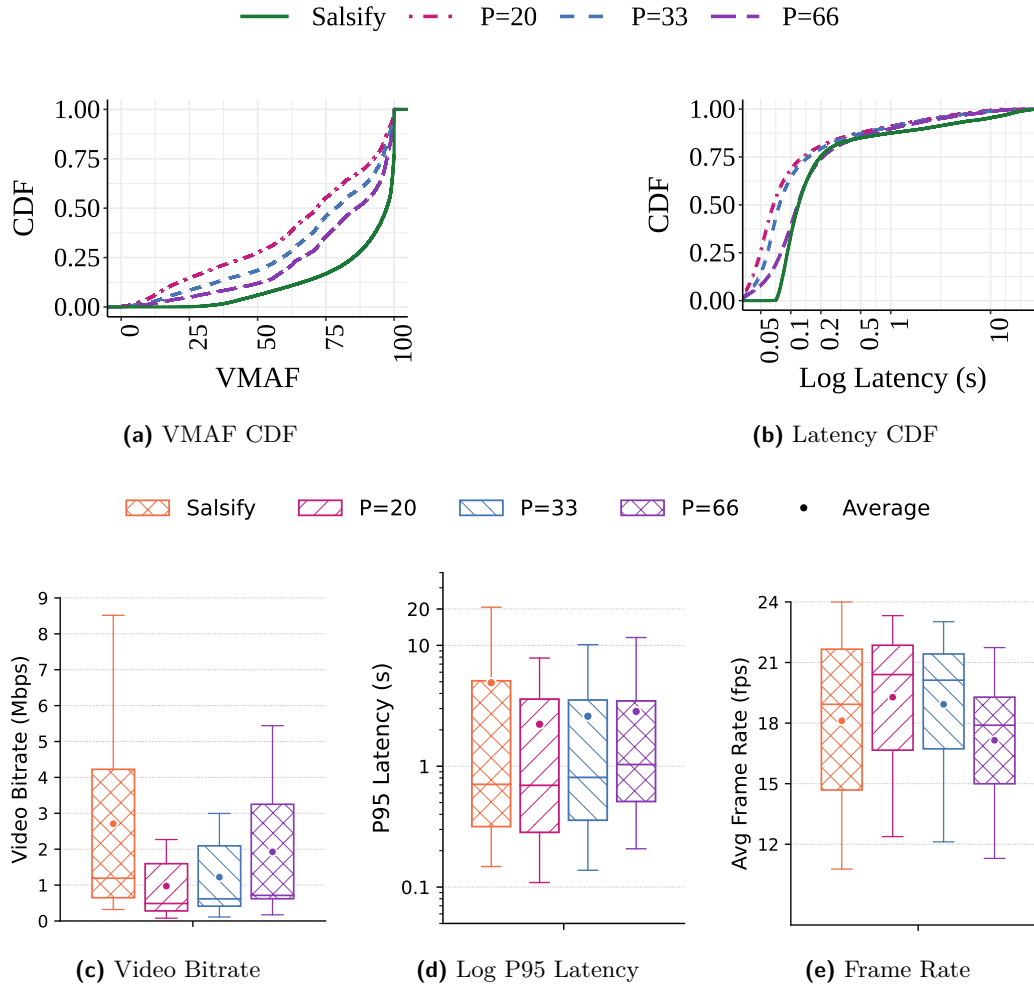 Salsify P=20 P=33 P=66
1.00
0.75
0.50
0.25
0.00
CDF
0 25 50 75 100
VMAF
(a) VMAF CDF
1.00
0.75
0.50
0.25
0.00
CDF
0.05 0.1 0.2 0.5 1 10
Log Latency (s)
(b) Latency CDF
Salsify P=20 P=33 P=66 Average
9
8
7
6
5
4
3
2
1
0
Video Bitrate (Mbps)
(c) Video Bitrate
20
10
1
0.1
P95 Latency (s)
(d) Log P95 Latency
24
21
18
15
12
Avg Frame Rate (fps)
(e) Frame Rate